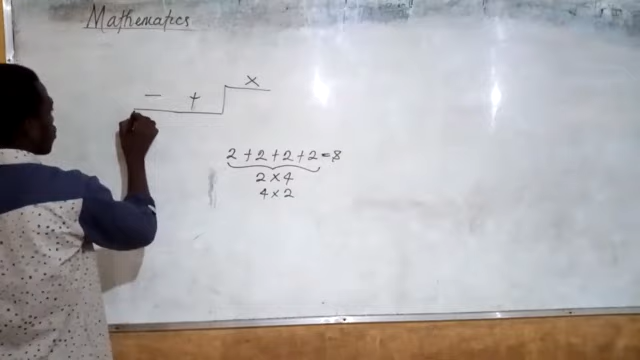 Mathematics
×
− +
2 + 2 + 2 + 2 = 8
2 × 4
4 × 2